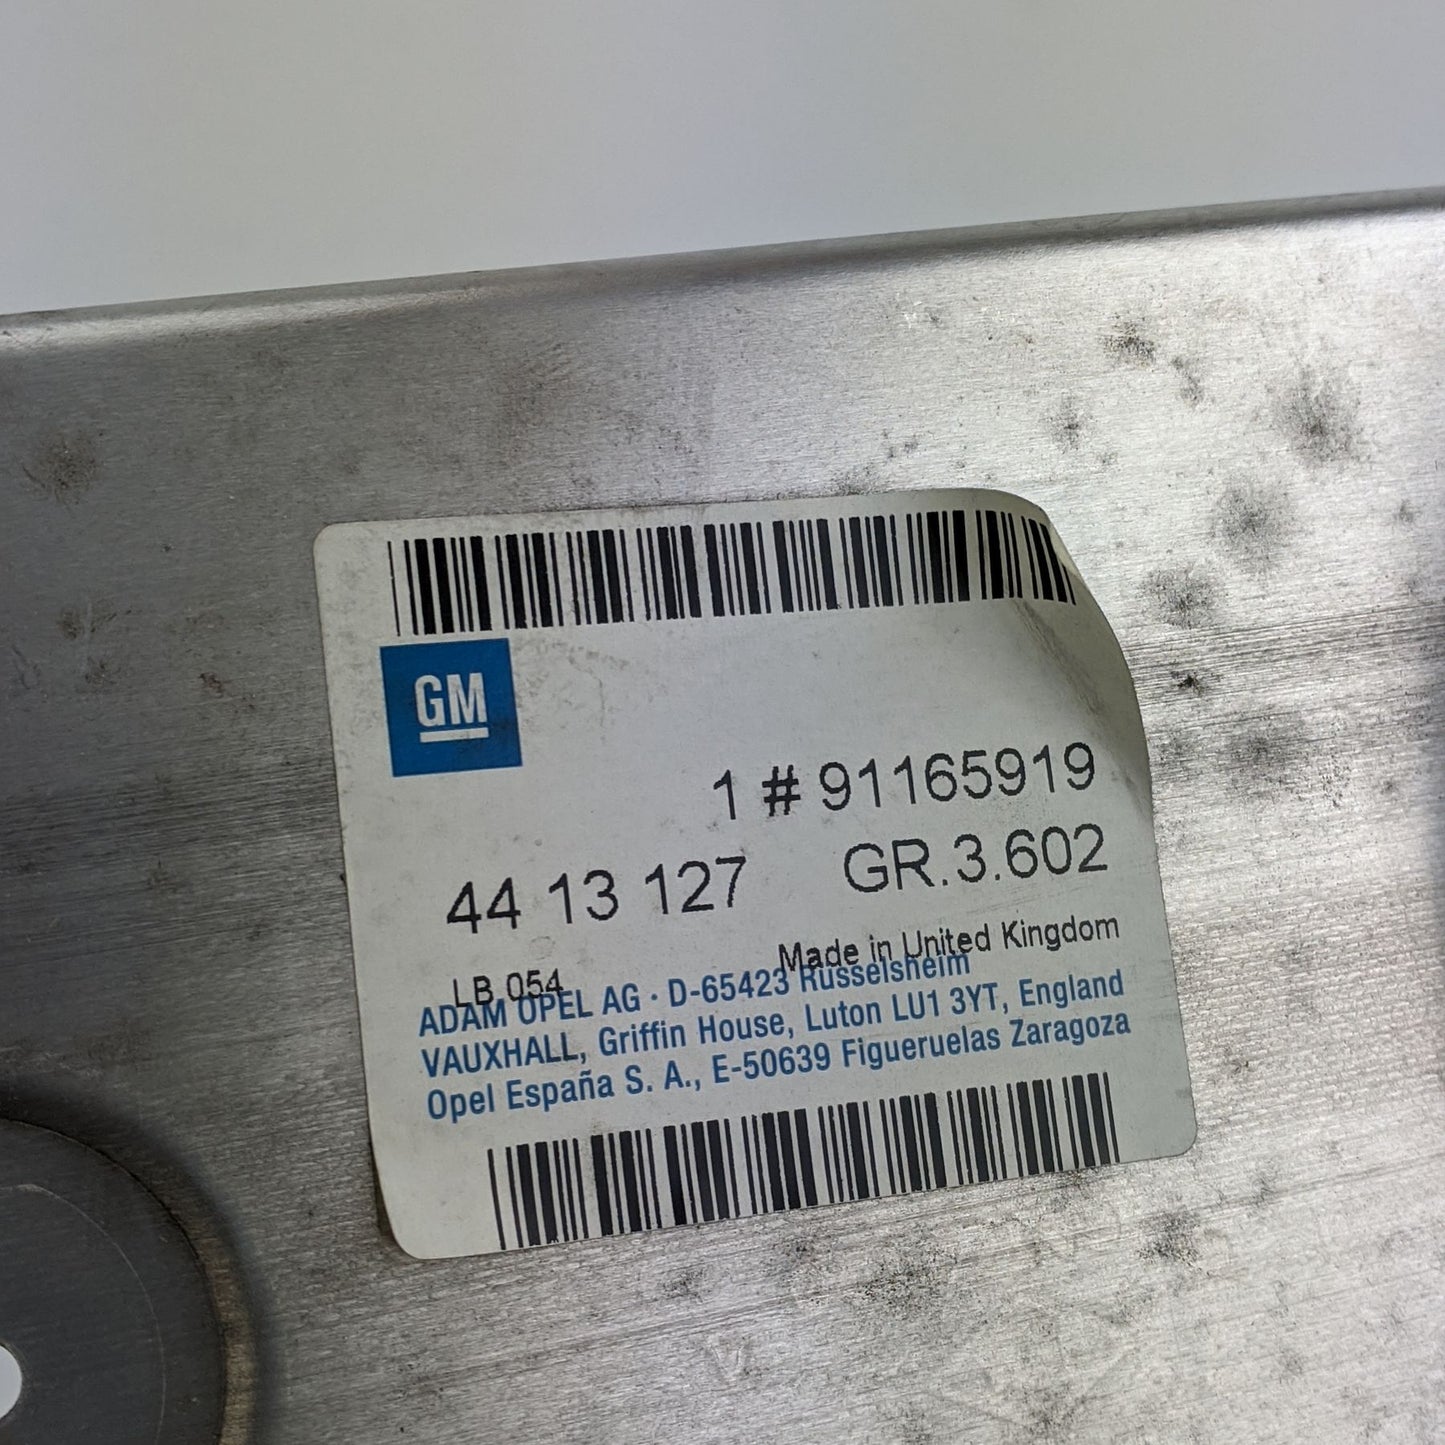 GM
1 # 91165919
44 13 127 GR.3.602
LB 054 Made in United Kingdom
ADAM OPEL AG · D-65423 Rüsselsheim
VAUXHALL, Griffin House, Luton LU1 3YT, England
Opel España S. A., E-50639 Figueruelas Zaragoza